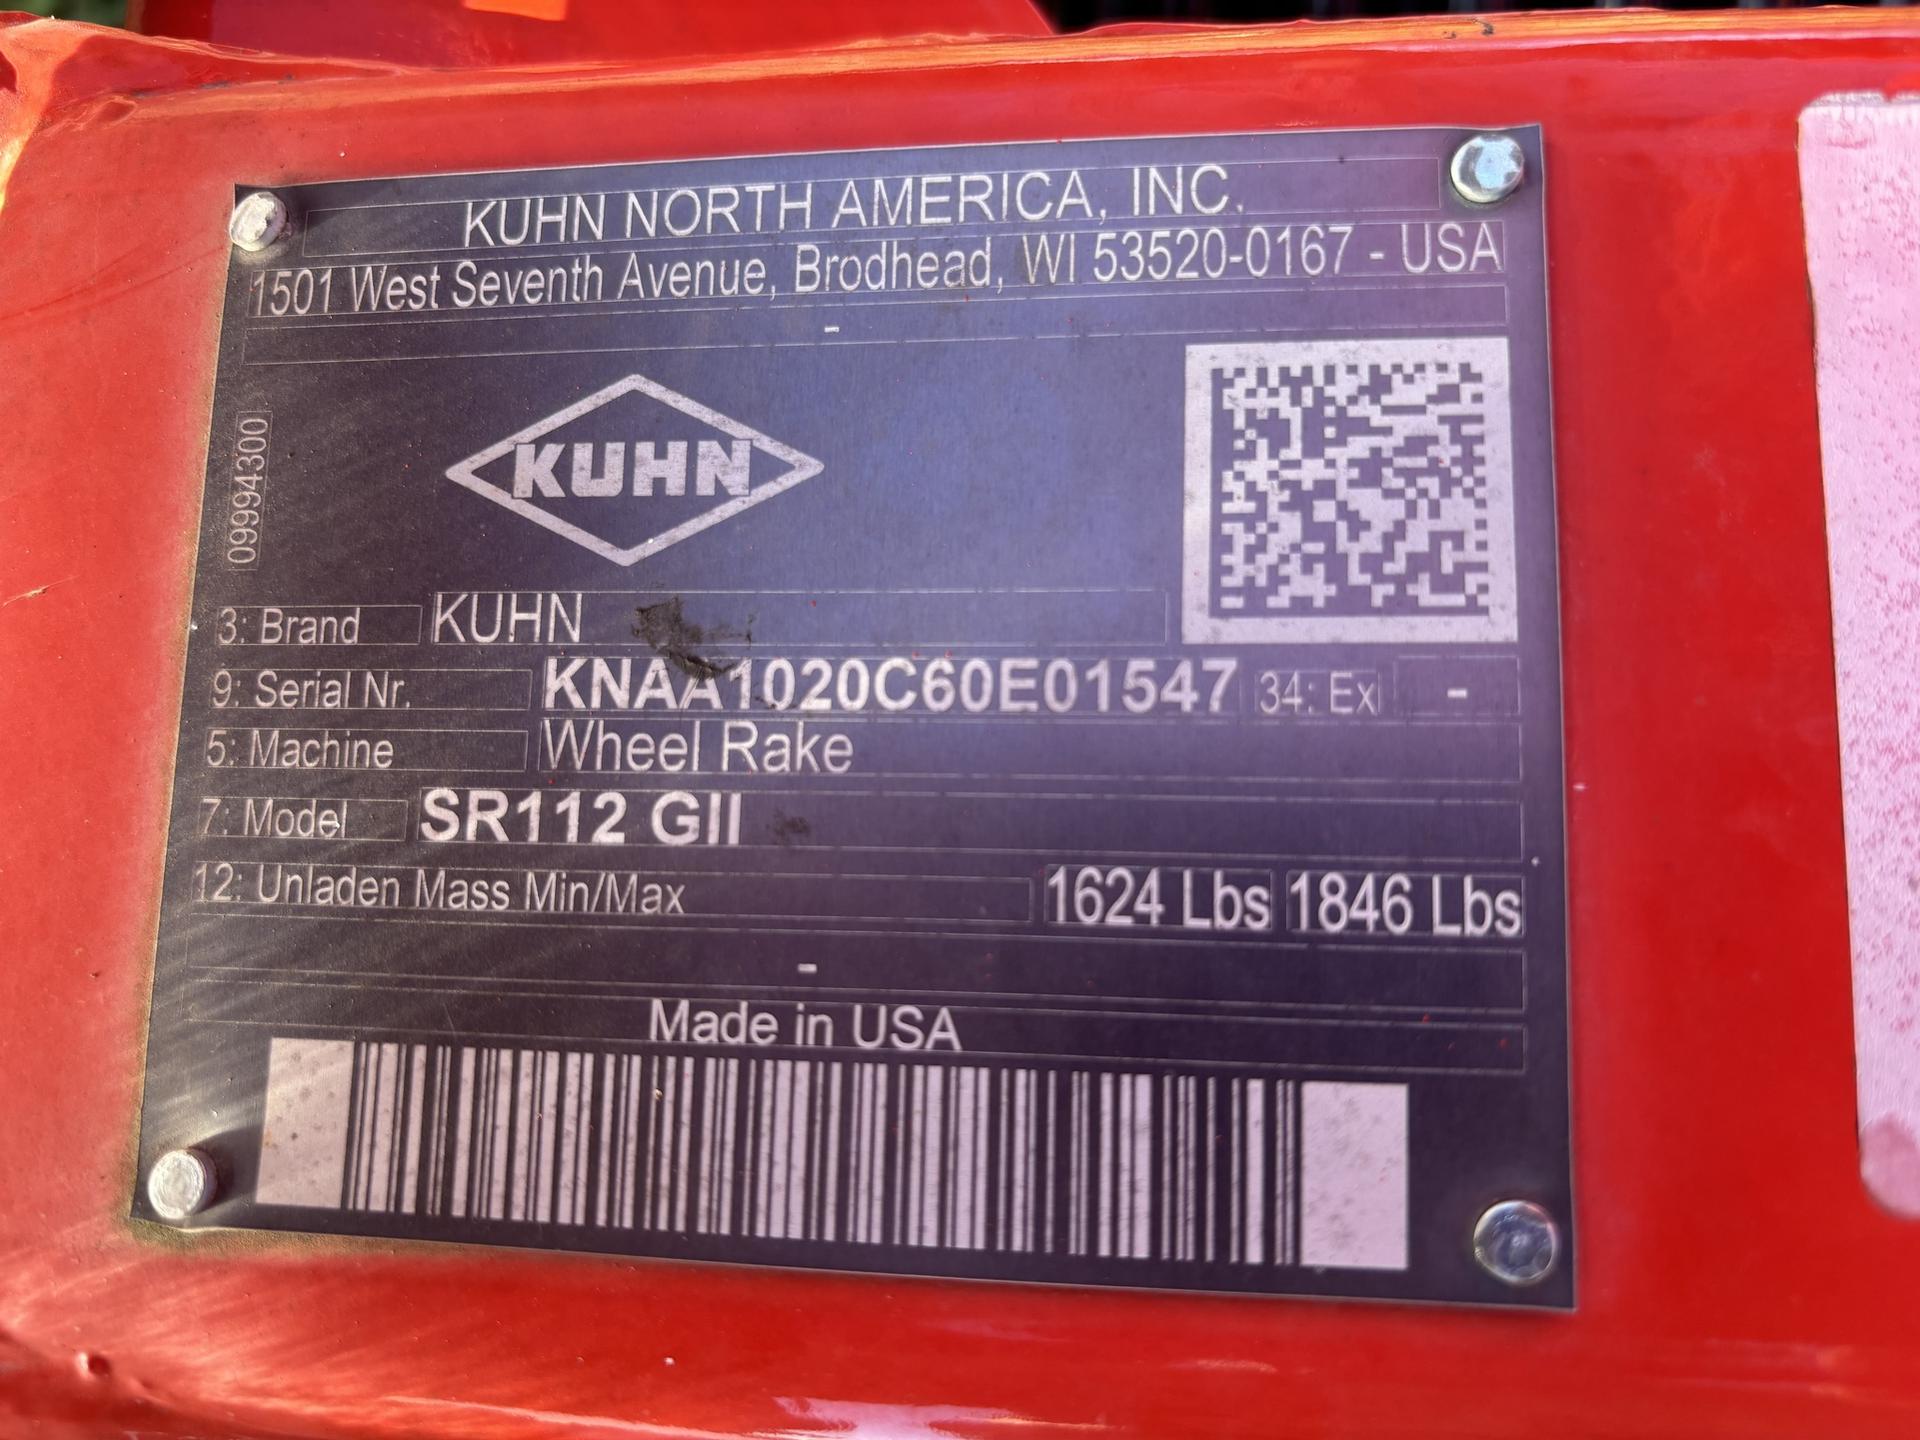 KUHN NORTH AMERICA, INC.
1501 West Seventh Avenue, Brodhead, WI 53520-0167 - USA
-
09994300
KUHN
3: Brand KUHN
9: Serial Nr. KNAA1020C60E01547 34: Ex -
5: Machine Wheel Rake
7: Model SR112 GII
12: Unladen Mass Min/Max 1624 Lbs 1846 Lbs
-
Made in USA